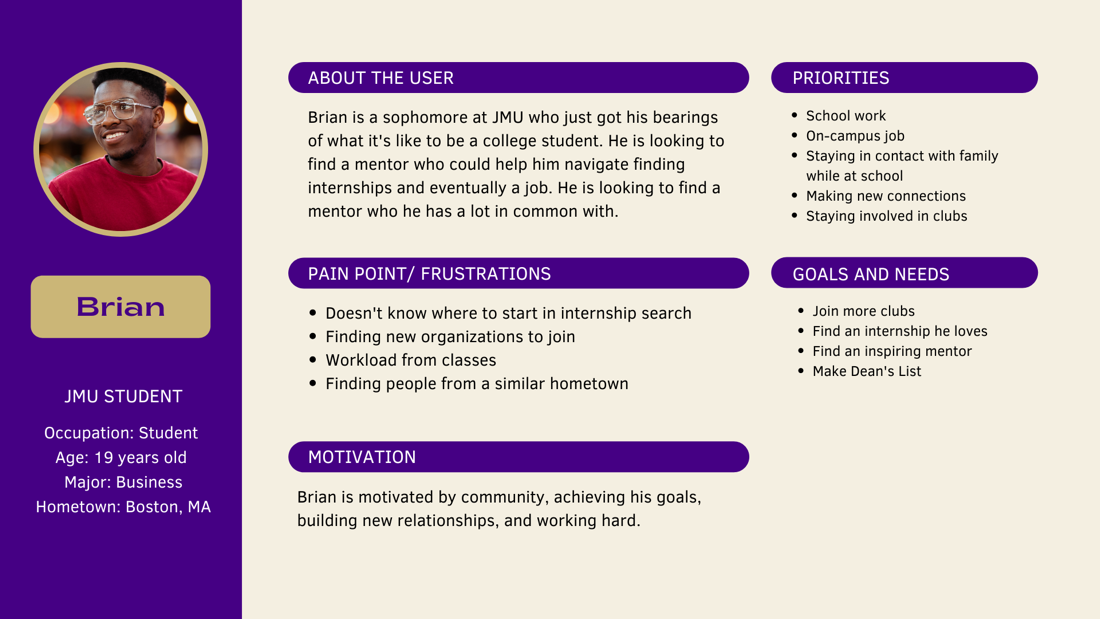 Brian
JMU STUDENT
Occupation: Student
Age: 19 years old
Major: Business
Hometown: Boston, MA
ABOUT THE USER
Brian is a sophomore at JMU who just got his bearings
of what it's like to be a college student. He is looking to
find a mentor who could help him navigate finding
internships and eventually a job. He is looking to find a
mentor who he has a lot in common with.
PAIN POINT/ FRUSTRATIONS
• Doesn't know where to start in internship search
• Finding new organizations to join
• Workload from classes
• Finding people from a similar hometown
MOTIVATION
Brian is motivated by community, achieving his goals,
building new relationships, and working hard.
PRIORITIES
• School work
• On-campus job
• Staying in contact with family
while at school
• Making new connections
• Staying involved in clubs
GOALS AND NEEDS
• Join more clubs
• Find an internship he loves
• Find an inspiring mentor
• Make Dean's List